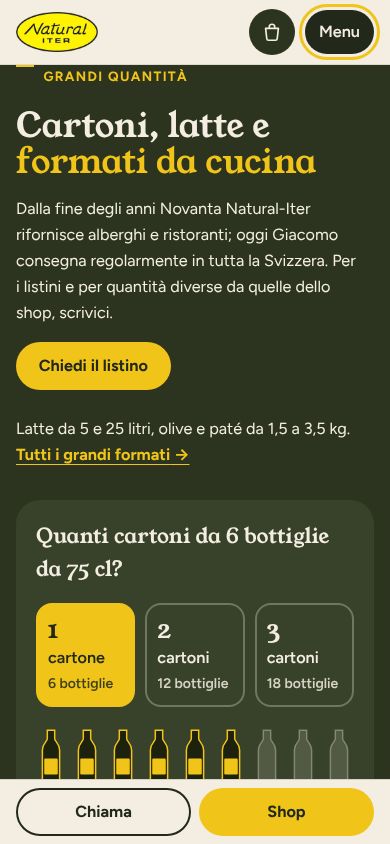 Natural
ITER
Menu
GRANDI QUANTITÀ
Cartoni, latte e
formati da cucina
Dalla fine degli anni Novanta Natural-Iter
rifornisce alberghi e ristoranti; oggi Giacomo
consegna regolarmente in tutta la Svizzera. Per
i listini e per quantità diverse da quelle dello
shop, scrivici.
Chiedi il listino
Latte da 5 e 25 litri, olive e paté da 1,5 a 3,5 kg.
Tutti i grandi formati →
Quanti cartoni da 6 bottiglie
da 75 cl?
1
cartone
6 bottiglie
2
cartoni
12 bottiglie
3
cartoni
18 bottiglie
Chiama
Shop